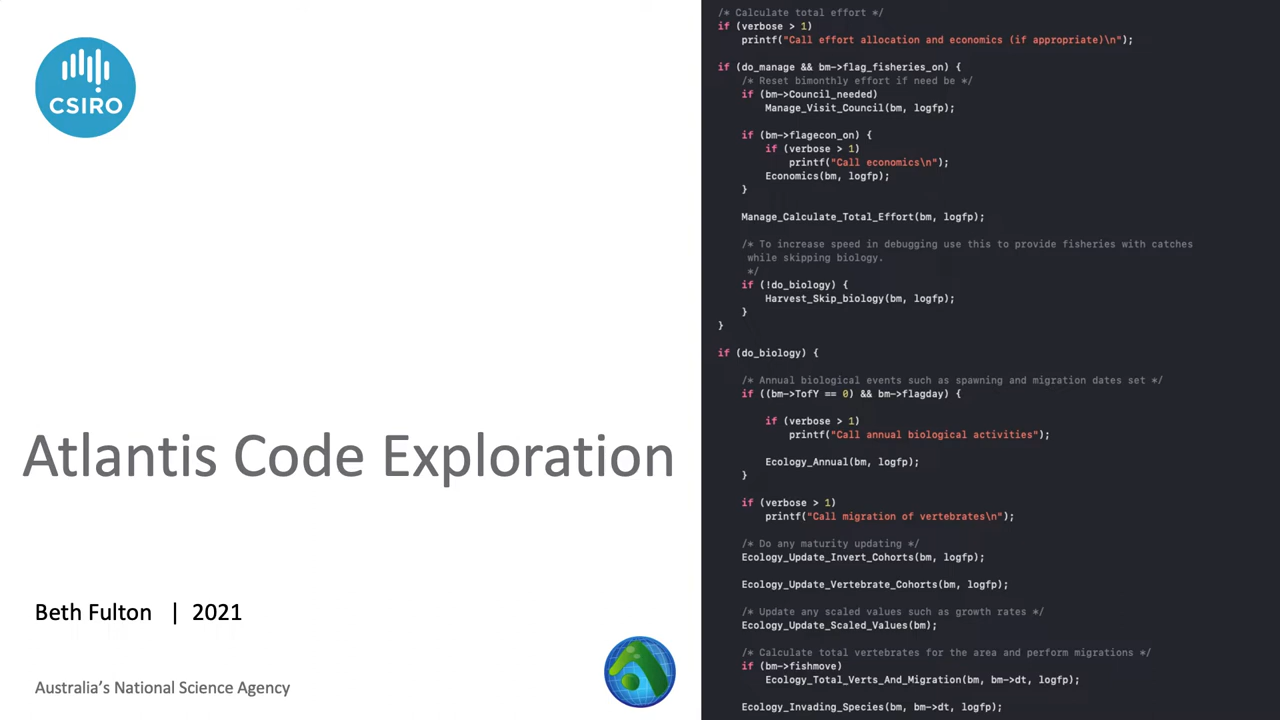 CSIRO
Atlantis Code Exploration
Beth Fulton | 2021
Australia's National Science Agency
/* Calculate total effort */
if (verbose > 1)
printf("Call effort allocation and economics (if appropriate)\n");
if (do_manage && bm->flag_fisheries_on) {
/* Reset bimonthly effort if need be */
if (bm->Council_needed)
Manage_Visit_Council(bm, logfp);
if (bm->flagecon_on) {
if (verbose > 1)
printf("Call economics\n");
Economics(bm, logfp);
}
Manage_Calculate_Total_Effort(bm, logfp);
/* To increase speed in debugging use this to provide fisheries with catches
while skipping biology.
*/
if (!do_biology) {
Harvest_Skip_biology(bm, logfp);
}
}
if (do_biology) {
/* Annual biological events such as spawning and migration dates set */
if ((bm->TofY == 0) && bm->flagday) {
if (verbose > 1)
printf("Call annual biological activities");
Ecology_Annual(bm, logfp);
}
if (verbose > 1)
printf("Call migration of vertebrates\n");
/* Do any maturity updating */
Ecology_Update_Invert_Cohorts(bm, logfp);
Ecology_Update_Vertebrate_Cohorts(bm, logfp);
/* Update any scaled values such as growth rates */
Ecology_Update_Scaled_Values(bm);
/* Calculate total vertebrates for the area and perform migrations */
if (bm->fishmove)
Ecology_Total_Verts_And_Migration(bm, bm->dt, logfp);
Ecology_Invading_Species(bm, bm->dt, logfp);